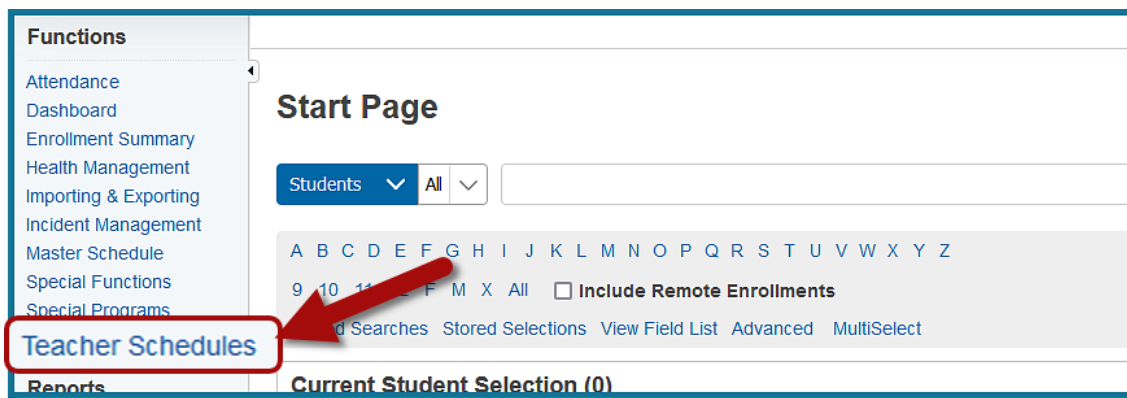 Functions
Attendance
Dashboard
Enrollment Summary
Health Management
Importing & Exporting
Incident Management
Master Schedule
Special Functions
Special Programs
Teacher Schedules
Reports
Start Page
Students All
A B C D E F G H I J K L M N O P Q R S T U V W X Y Z
9 10 11 F M X All Include Remote Enrollments
Searches Stored Selections View Field List Advanced MultiSelect
Current Student Selection (0)